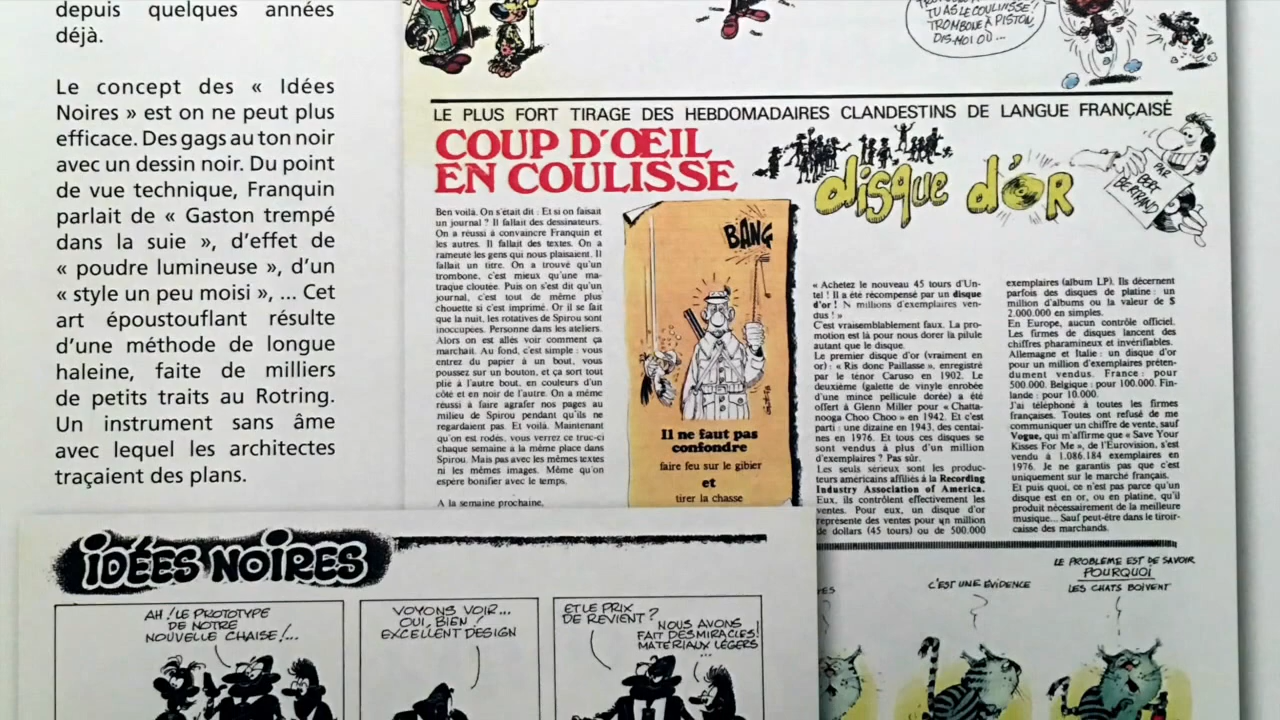 depuis quelques années
déjà.
Le concept des « Idées
Noires » est on ne peut plus
efficace. Des gags au ton noir
avec un dessin noir. Du point
de vue technique, Franquin
parlait de « Gaston trempé
dans la suie », d'effet de
« poudre lumineuse », d'un
« style un peu moisi », ... Cet
art époustouflant résulte
d'une méthode de longue
haleine, faite de milliers
de petits traits au Rotring.
Un instrument sans âme
avec lequel les architectes
traçaient des plans.
TU AS LE COULINISSE?
TROMBONE À PISTON,
DIS-MOI OÙ...
LE PLUS FORT TIRAGE DES HEBDOMADAIRES CLANDESTINS DE LANGUE FRANÇAISE
COUP D'ŒIL
EN COULISSE
Ben voilà. On s'était dit : Et si on faisait
un journal ? Il fallait des dessinateurs.
On a réussi à convaincre Franquin et
les autres. Il fallait des textes. On a
rameuté les gens qui nous plaisaient. Il
fallait un titre. On a trouvé qu'un
trombone, c'est mieux qu'une ma-
traque cloutée. Puis on s'est dit qu'un
journal, c'est tout de même plus
chouette si c'est imprimé. Or il se fait
que la nuit, les rotatives de Spirou sont
inoccupées. Personne dans les ateliers.
Alors on est allés voir comment ça
marchait. Au fond, c'est simple : vous
entrez du papier à un bout, vous
poussez sur un bouton, et ça sort tout
plié à l'autre bout, en couleurs d'un
côté et en noir de l'autre. On a même
réussi à faire agrafer nos pages au
milieu de Spirou pendant qu'ils ne
regardaient pas. Et voilà. Maintenant
qu'on est rodés, vous verrez ce truc-ci
chaque semaine à la même place dans
Spirou. Mais pas avec les mêmes textes
ni les mêmes images. Même qu'on
espère bonifier avec le temps.
A la semaine prochaine.
BANG
Il ne faut pas
confondre
faire feu sur le gibier
et
tirer la chasse
disque d'or
PAR
BERT
BERTRAND
« Achetez le nouveau 45 tours d'Un-
tel ! Il a été récompensé par un disque
d'or ! N millions d'exemplaires ven-
dus ! »
C'est vraisemblablement faux. La pro-
motion est là pour nous dorer la pilule
autant que le disque.
Le premier disque d'or (vraiment en
or) : « Ris donc Paillasse », enregistré
par le ténor Caruso en 1902. Le
deuxième (galette de vinyle enrobée
d'une mince pellicule dorée) a été
offert à Glenn Miller pour « Chatta-
nooga Choo Choo » en 1942. Et c'est
parti : une dizaine en 1943, des centai-
nes en 1976. Et tous ces disques se
sont vendus à plus d'un million
d'exemplaires ? Pas sûr.
Les seuls sérieux sont les produc-
teurs américains affiliés à la Recording
Industry Association of America.
Eux, ils contrôlent effectivement les
ventes. Pour eux, un disque d'or
représente des ventes pour un million
de dollars (45 tours) ou de 500.000
exemplaires (album LP). Ils décernent
parfois des disques de platine : un
million d'albums ou la valeur de $
2.000.000 en simples.
En Europe, aucun contrôle officiel.
Les firmes de disques lancent des
chiffres pharamineux et invérifiables.
Allemagne et Italie : un disque d'or
pour un million d'exemplaires préten-
dument vendus. France : pour
500.000. Belgique : pour 100.000. Fin-
lande : pour 10.000.
J'ai téléphoné à toutes les firmes
françaises. Toutes ont refusé de me
communiquer un chiffre de vente, sauf
Vogue, qui m'affirme que « Save Your
Kisses For Me », de l'Eurovision, s'est
vendu à 1.086.184 exemplaires en
1976. Je ne garantis pas que c'est
uniquement sur le marché français.
Et puis quoi, ce n'est pas parce qu'un
disque est en or, ou en platine, qu'il
produit nécessairement de la meilleure
musique... Sauf peut-être dans le tiroir-
caisse des marchands.
IDÉES NOIRES
AH ! LE PROTOTYPE
DE NOTRE
NOUVELLE CHAISE !...
VOYONS VOIR...
OUI, BIEN !
EXCELLENT DESIGN
ET LE PRIX
DE REVIENT ?
NOUS AVONS
FAIT DES MIRACLES !
MATÉRIAUX LÉGERS
...
C'EST UNE EVIDENCE
LE PROBLÈME EST DE SAVOIR
POURQUOI
LES CHATS BOIVENT